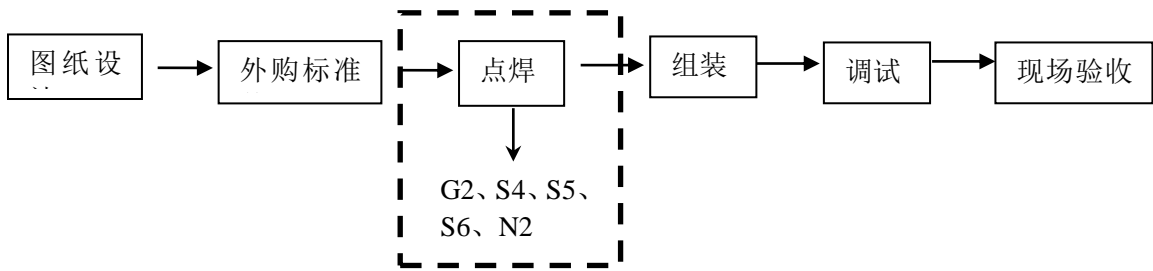 图纸设
外购标准
点焊
组装
调试
现场验收
G2、S4、S5、
S6、N2